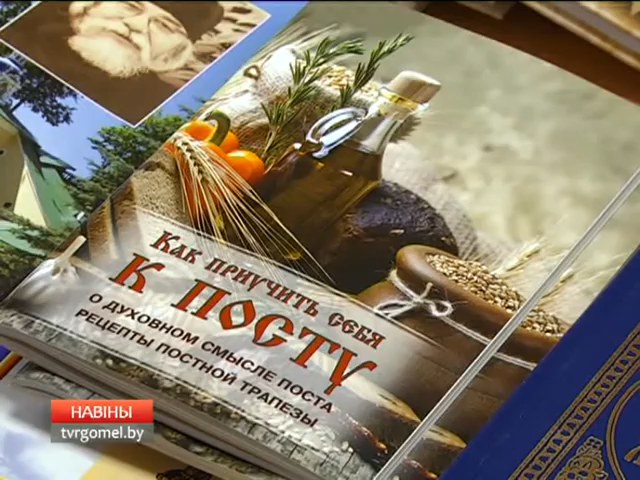 Как приучить себя
к посту
о духовном смысле поста
рецепты постной трапезы
НАВІНЫ
tvrgomel.by